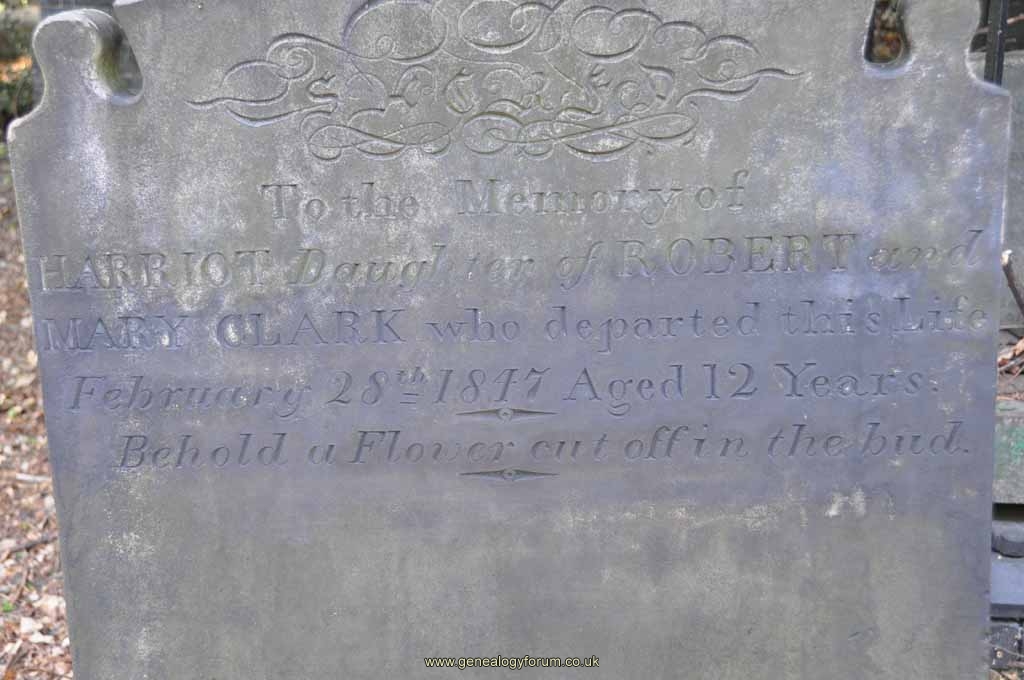 To the Memory of
HARRIOT Daughter of ROBERT and
MARY CLARK who departed this Life
February 28th 1847 Aged 12 Years.
Behold a Flower cut off in the bud.
www.genealogyforum.co.uk